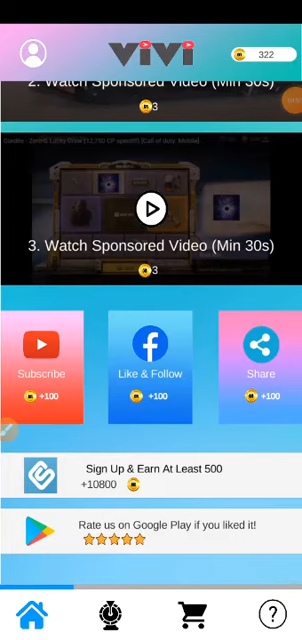 ViVi
322
2. Watch Sponsored Video (Min 30s)
3
3. Watch Sponsored Video (Min 30s)
3
Subscribe
Like & Follow
Share
+100
+100
+100
Sign Up & Earn At Least 500
+10800
Rate us on Google Play if you liked it!
?